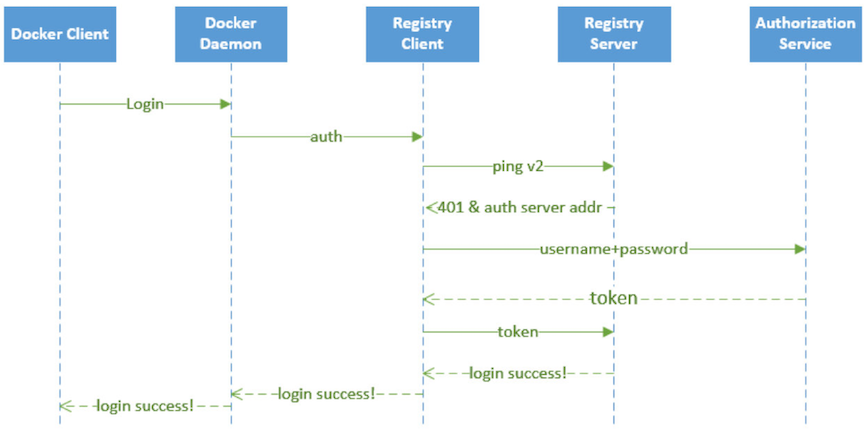 Docker Client
Docker
Daemon
Registry
Client
Registry
Server
Authorization
Service
Login
auth
ping v2
401 & auth server addr
username+password
token
token
login success!
login success!
login success!